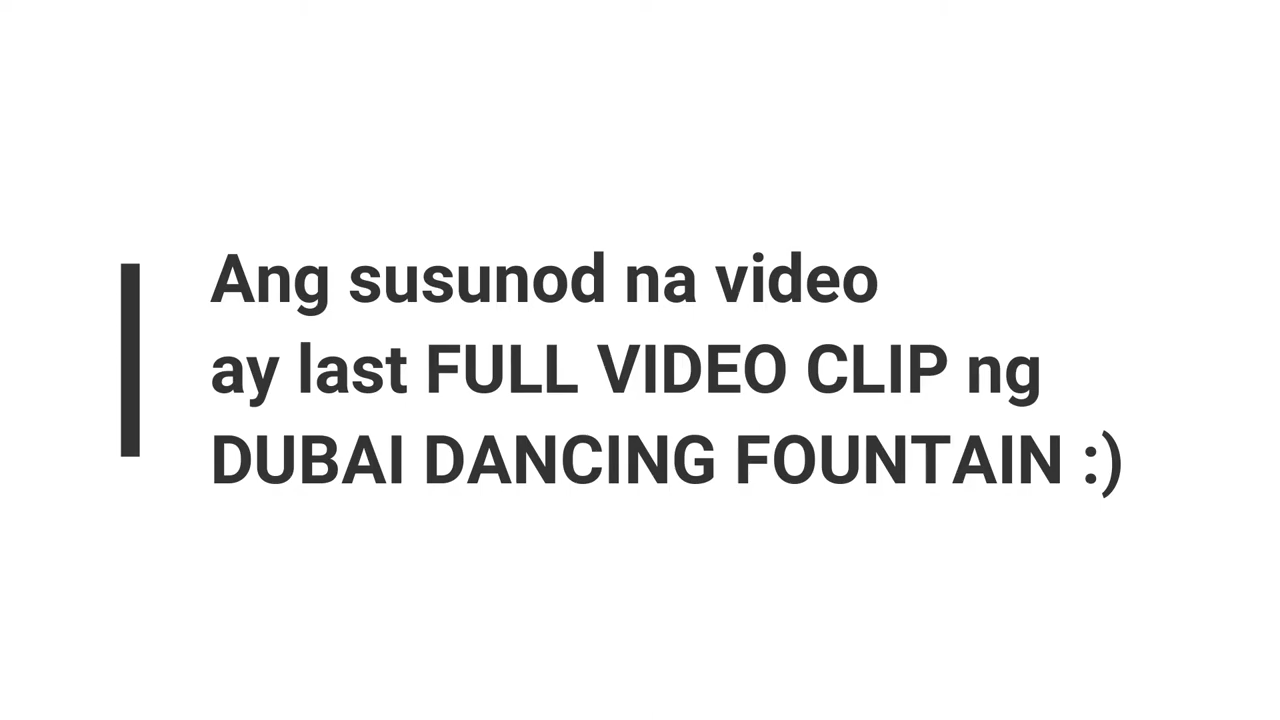 Ang susunod na video
ay last FULL VIDEO CLIP ng
DUBAI DANCING FOUNTAIN :)